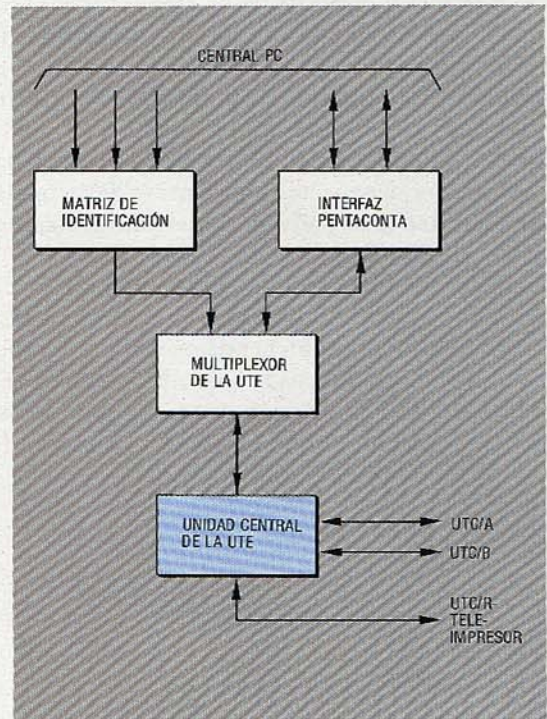 CENTRAL PC
MATRIZ DE
IDENTIFICACIÓN
INTERFAZ
PENTACONTA
MULTIPLEXOR
DE LA UTE
UNIDAD CENTRAL
DE LA UTE
UTC/A
UTC/B
UTC/R-
TELE-
IMPRESOR